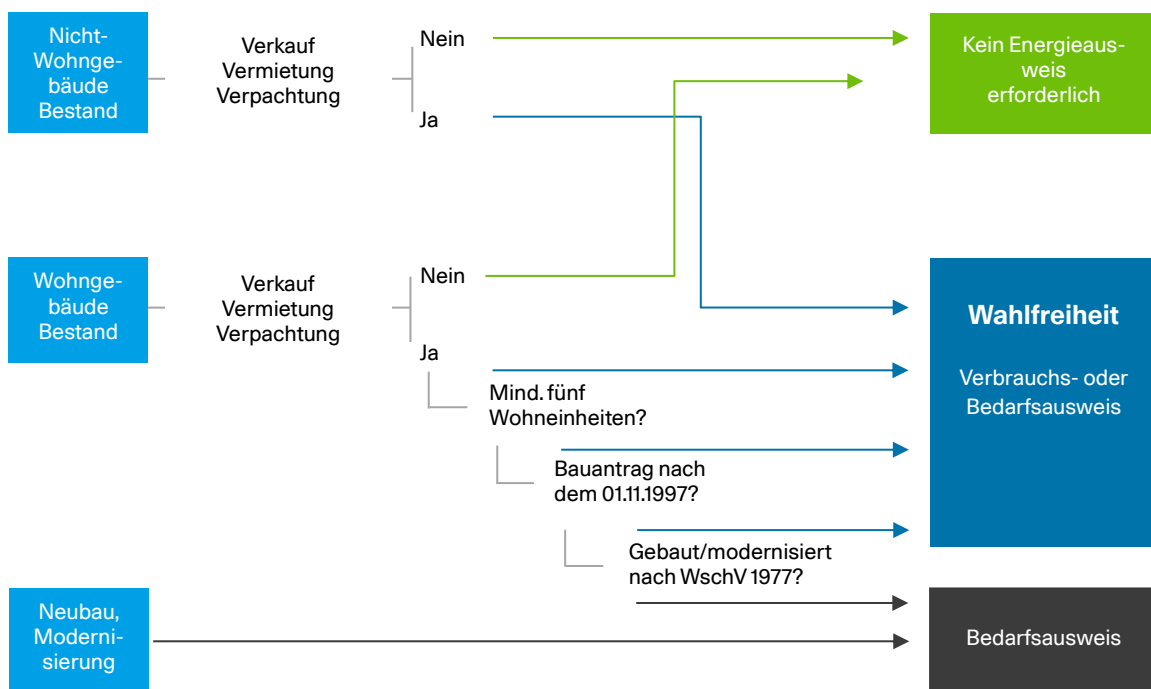 Nicht-
Wohnge-
bäude
Bestand
Verkauf
Vermietung
Verpachtung
Nein
Ja
Kein Energieaus-
weis
erforderlich
Wohnge-
bäude
Bestand
Verkauf
Vermietung
Verpachtung
Nein
Ja
Mind. fünf
Wohneinheiten?
Bauantrag nach
dem 01.11.1997?
Gebaut/modernisiert
nach WschV 1977?
Wahlfreiheit
Verbrauchs- oder
Bedarfsausweis
Neubau,
Moderni-
sierung
Bedarfsausweis